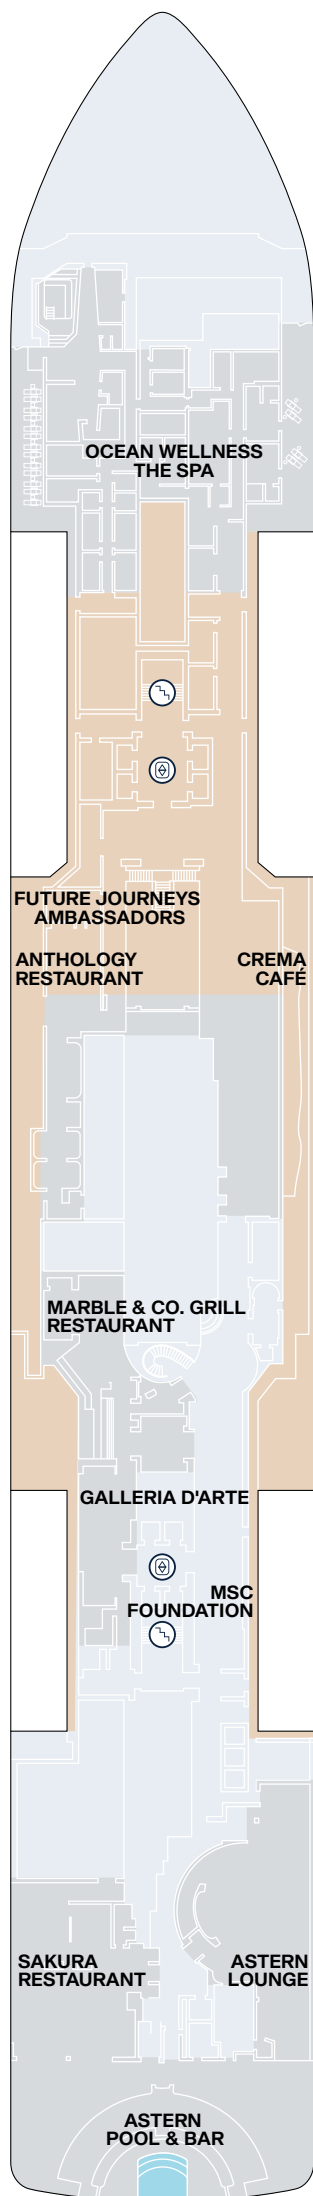 OCEAN WELLNESS
THE SPA
FUTURE JOURNEYS
AMBASSADORS
ANTHOLOGY
RESTAURANT
CREMA
CAFÉ
MARBLE & CO. GRILL
RESTAURANT
GALLERIA D'ARTE
MSC
FOUNDATION
SAKURA
RESTAURANT
ASTERN
LOUNGE
ASTERN
POOL & BAR